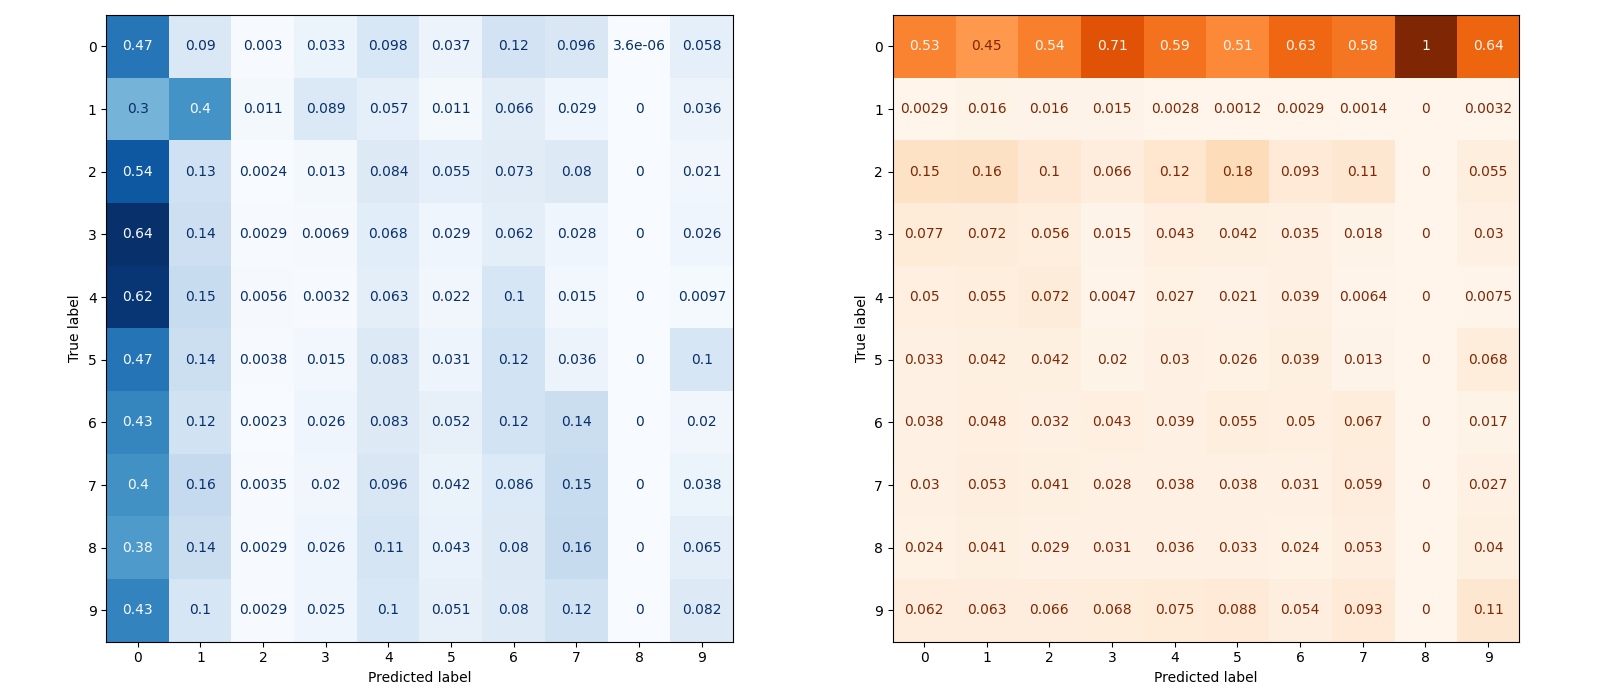 0 0.47 0.09 0.003 0.033 0.098 0.037 0.12 0.096 3.6e-06 0.058
1 0.3 0.4 0.011 0.089 0.057 0.011 0.066 0.029 0 0.036
2 0.54 0.13 0.0024 0.013 0.084 0.055 0.073 0.08 0 0.021
3 0.64 0.14 0.0029 0.0069 0.068 0.029 0.062 0.028 0 0.026
4 0.62 0.15 0.0056 0.0032 0.063 0.022 0.1 0.015 0 0.0097
5 0.47 0.14 0.0038 0.015 0.083 0.031 0.12 0.036 0 0.1
6 0.43 0.12 0.0023 0.026 0.083 0.052 0.12 0.14 0 0.02
7 0.4 0.16 0.0035 0.02 0.096 0.042 0.086 0.15 0 0.038
8 0.38 0.14 0.0029 0.026 0.11 0.043 0.08 0.16 0 0.065
9 0.43 0.1 0.0029 0.025 0.1 0.051 0.08 0.12 0 0.082
0 1 2 3 4 5 6 7 8 9
Predicted label
True label
0 0.53 0.45 0.54 0.71 0.59 0.51 0.63 0.58 1 0.64
1 0.0029 0.016 0.016 0.015 0.0028 0.0012 0.0029 0.0014 0 0.0032
2 0.15 0.16 0.1 0.066 0.12 0.18 0.093 0.11 0 0.055
3 0.077 0.072 0.056 0.015 0.043 0.042 0.035 0.018 0 0.03
4 0.05 0.055 0.072 0.0047 0.027 0.021 0.039 0.0064 0 0.0075
5 0.033 0.042 0.042 0.02 0.03 0.026 0.039 0.013 0 0.068
6 0.038 0.048 0.032 0.043 0.039 0.055 0.05 0.067 0 0.017
7 0.03 0.053 0.041 0.028 0.038 0.038 0.031 0.059 0 0.027
8 0.024 0.041 0.029 0.031 0.036 0.033 0.024 0.053 0 0.04
9 0.062 0.063 0.066 0.068 0.075 0.088 0.054 0.093 0 0.11
0 1 2 3 4 5 6 7 8 9
Predicted label
True label